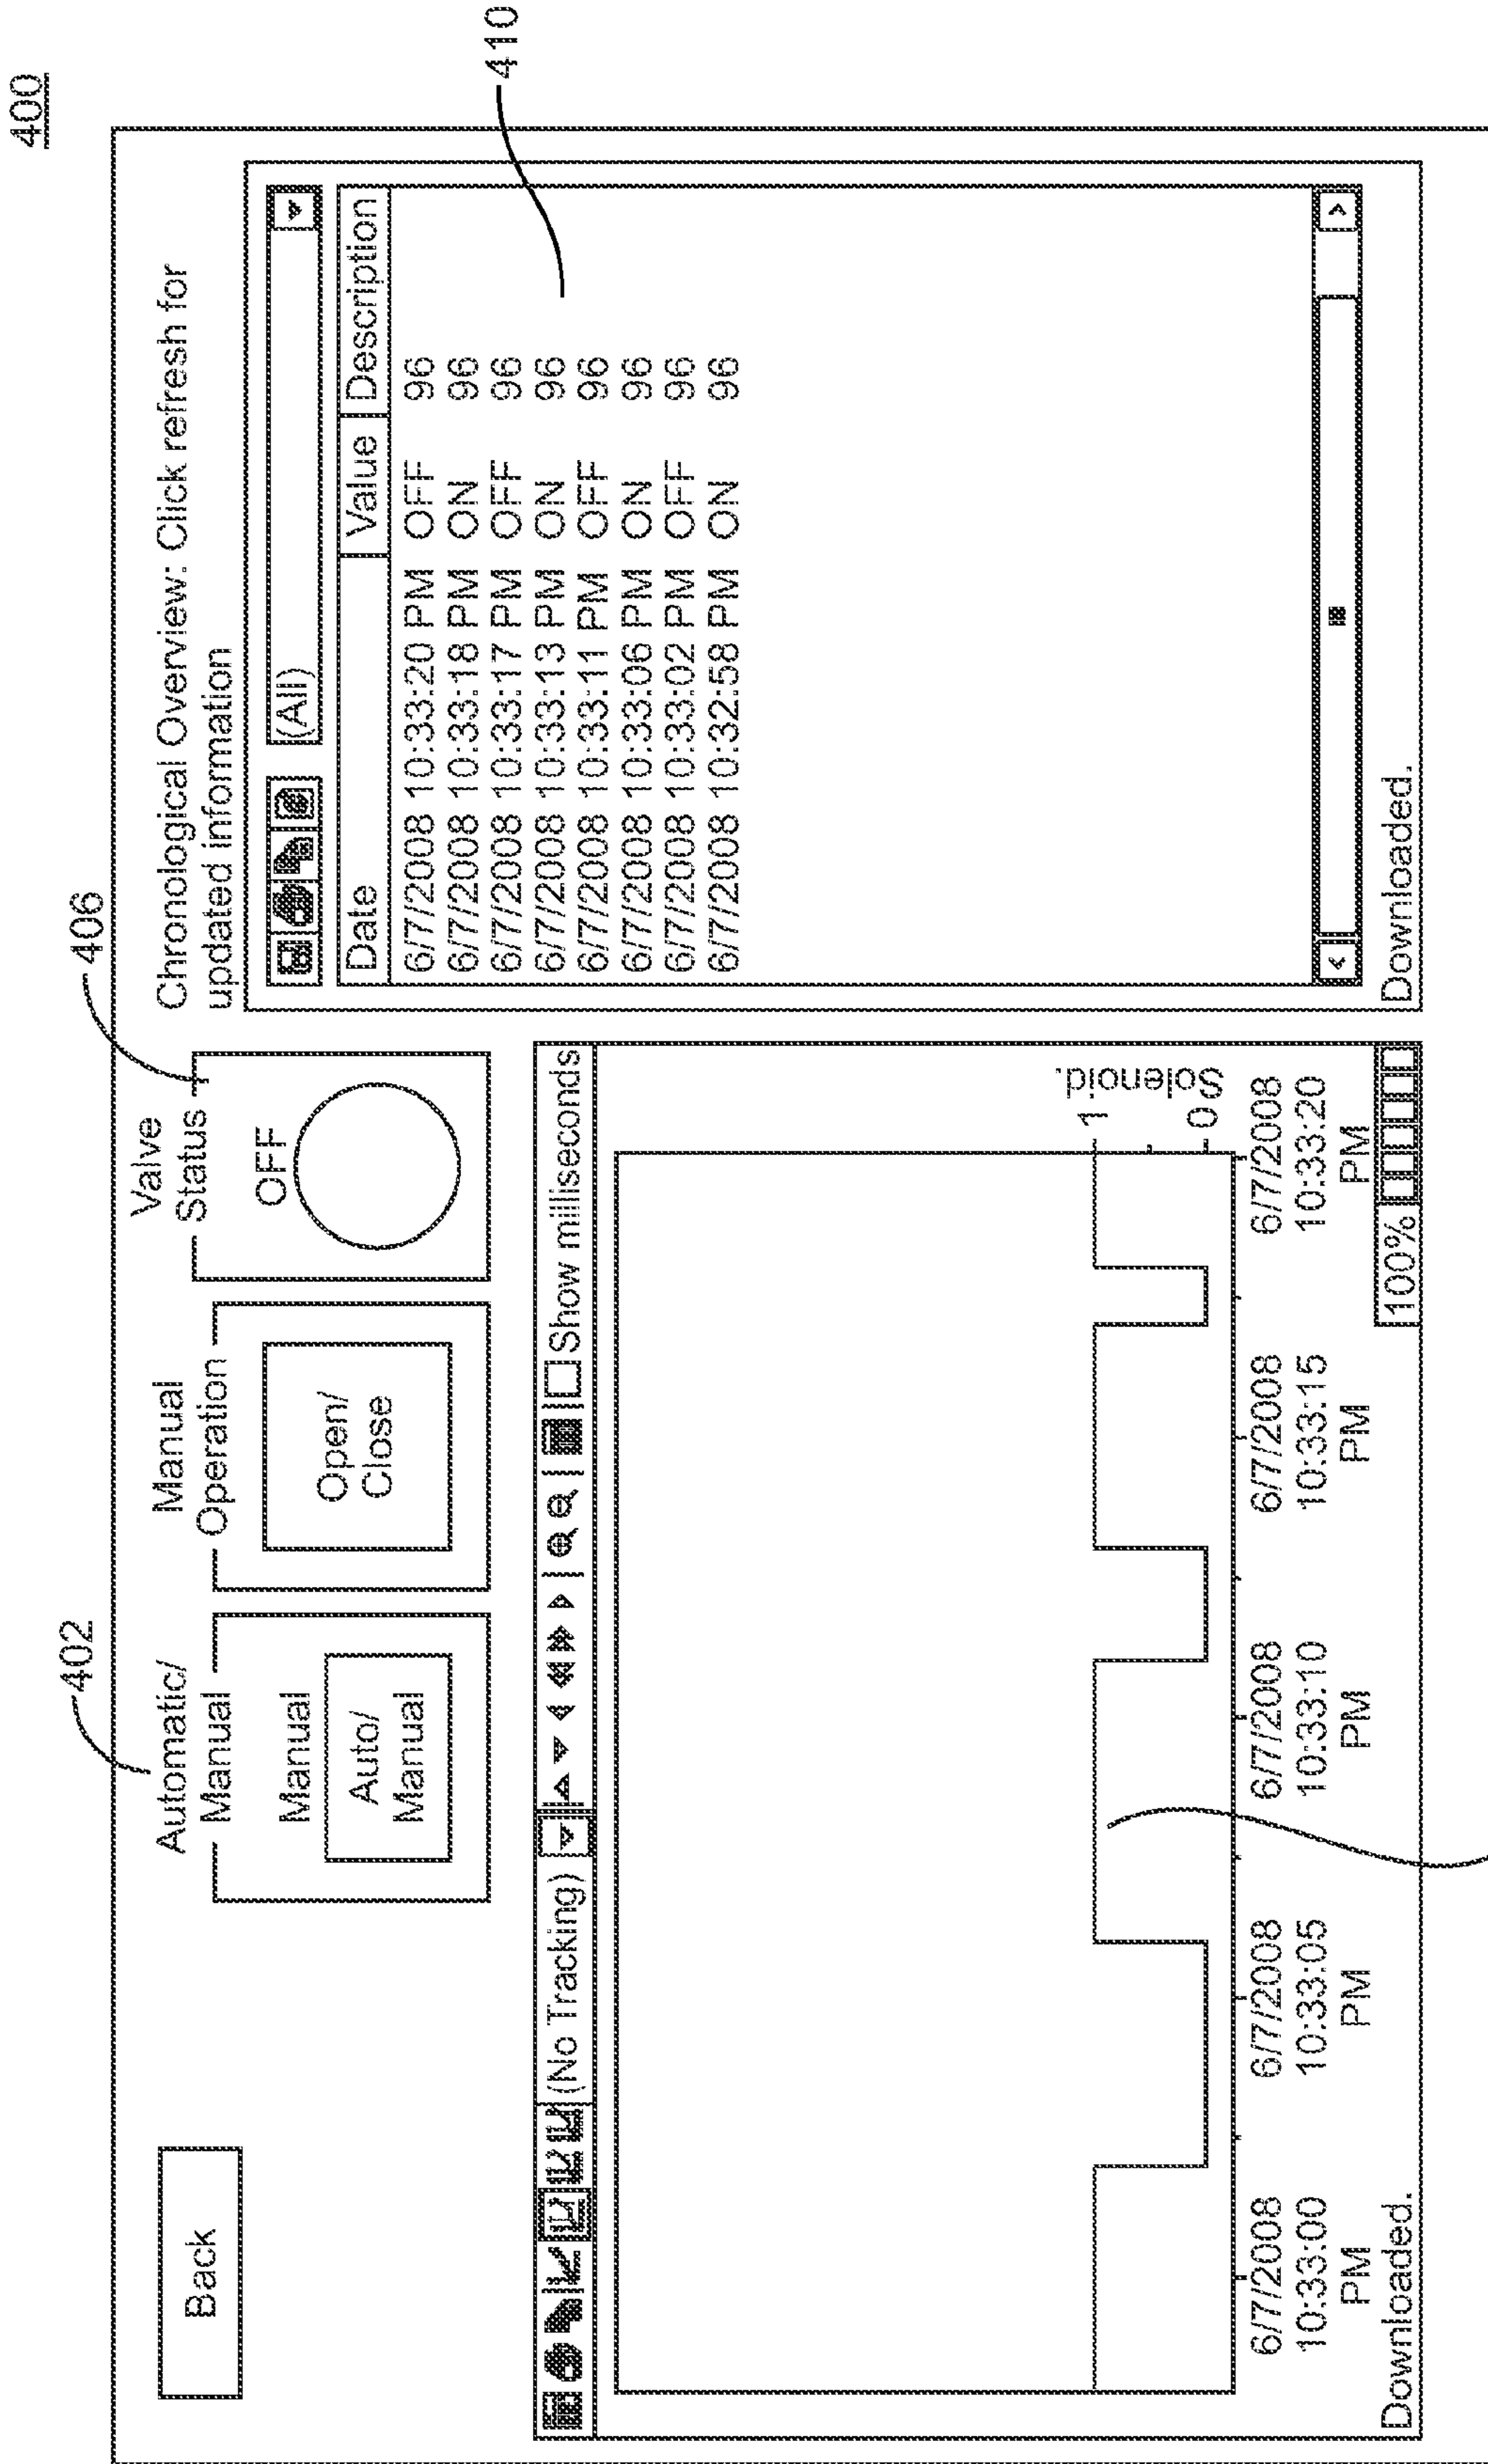 400
402
406
Back
Automatic/
Manual
Manual
Auto/
Manual
Manual
Operation
Open/
Close
Valve
Status
OFF
Chronological Overview: Click refresh for
updated information
(All)
Date Value Description
6/7/2008 10:33:20 PM OFF 96
6/7/2008 10:33:18 PM ON 96
6/7/2008 10:33:17 PM OFF 96
6/7/2008 10:33:13 PM ON 96
6/7/2008 10:33:11 PM OFF 96
6/7/2008 10:33:06 PM ON 96
6/7/2008 10:33:02 PM OFF 96
6/7/2008 10:32:58 PM ON 96
410
Downloaded.
(No Tracking)
Show milliseconds
1
0
Solenoid.
6/7/2008
10:33:00
PM
6/7/2008
10:33:05
PM
6/7/2008
10:33:10
PM
6/7/2008
10:33:15
PM
6/7/2008
10:33:20
PM
Downloaded.
100%